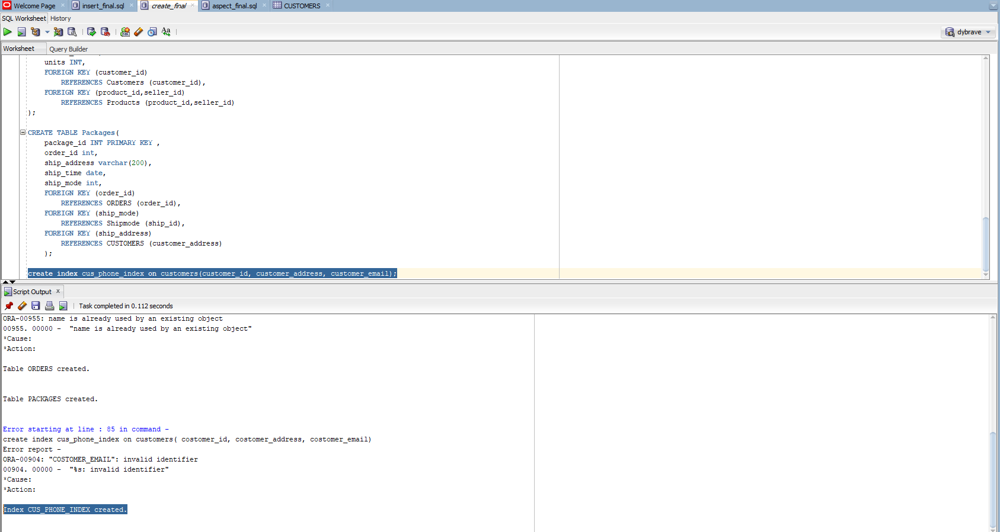 Welcome Page
insert_final.sql
create_final
aspect_final.sql
CUSTOMERS
SQL Worksheet History
dybrave
Worksheet Query Builder
units INT,
FOREIGN KEY (customer_id)
REFERENCES Customers (customer_id),
FOREIGN KEY (product_id,seller_id)
REFERENCES Products (product_id,seller_id)
);
CREATE TABLE Packages(
package_id INT PRIMARY KEY ,
order_id int,
ship_address varchar(200),
ship_time date,
ship_mode int,
FOREIGN KEY (order_id)
REFERENCES ORDERS (order_id),
FOREIGN KEY (ship_mode)
REFERENCES Shipmode (ship_id),
FOREIGN KEY (ship_address)
REFERENCES CUSTOMERS (customer_address)
);
create index cus_phone_index on customers(customer_id, customer_address, customer_email);
Script Output x
Task completed in 0.112 seconds
ORA-00955: name is already used by an existing object
00955. 00000 -  "name is already used by an existing object"
*Cause:
*Action:
Table ORDERS created.
Table PACKAGES created.
Error starting at line : 85 in command -
create index cus_phone_index on customers( costomer_id, costomer_address, costomer_email)
Error report -
ORA-00904: "COSTOMER_EMAIL": invalid identifier
00904. 00000 -  "%s: invalid identifier"
*Cause:
*Action:
Index CUS_PHONE_INDEX created.